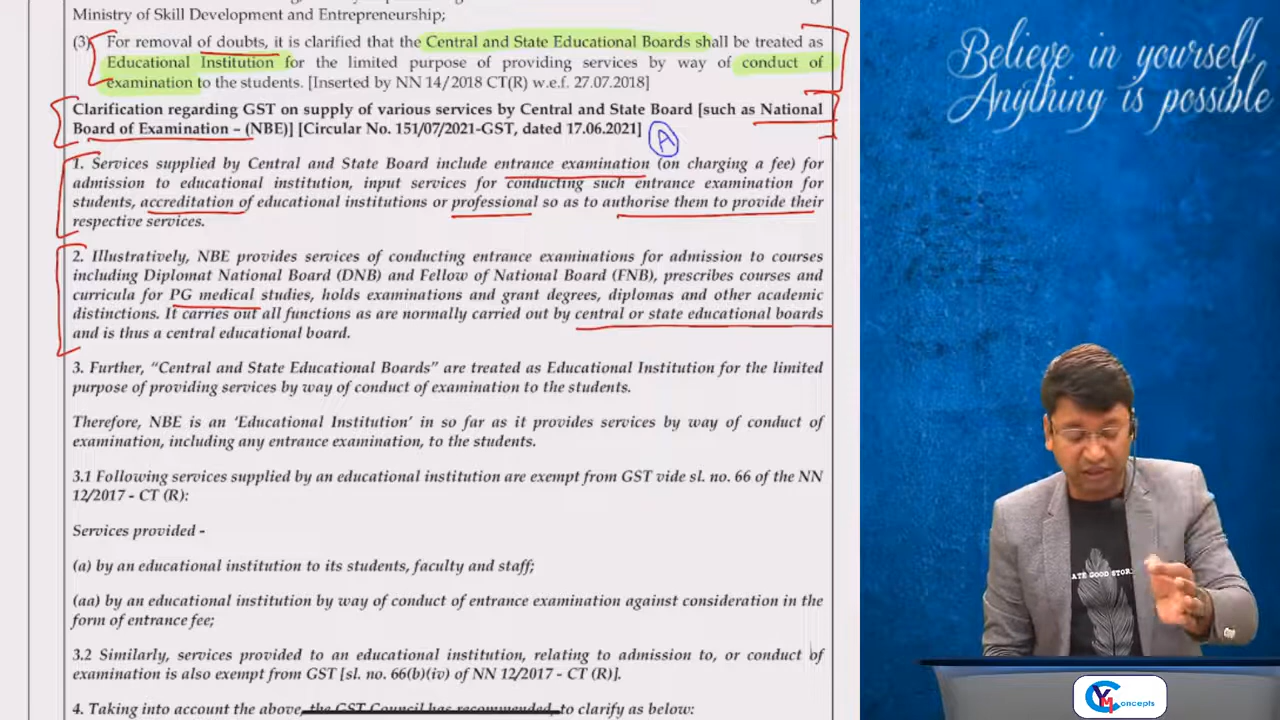 Ministry of Skill Development and Entrepreneurship;
(3) For removal of doubts, it is clarified that the Central and State Educational Boards shall be treated as
Educational Institution for the limited purpose of providing services by way of conduct of
examination to the students. [Inserted by NN 14/2018 CT(R) w.e.f. 27.07.2018]
Clarification regarding GST on supply of various services by Central and State Board [such as National
Board of Examination – (NBE)] [Circular No. 151/07/2021-GST, dated 17.06.2021]
A
1. Services supplied by Central and State Board include entrance examination (on charging a fee) for
admission to educational institution, input services for conducting such entrance examination for
students, accreditation of educational institutions or professional so as to authorise them to provide their
respective services.
2. Illustratively, NBE provides services of conducting entrance examinations for admission to courses
including Diplomat National Board (DNB) and Fellow of National Board (FNB), prescribes courses and
curricula for PG medical studies, holds examinations and grant degrees, diplomas and other academic
distinctions. It carries out all functions as are normally carried out by central or state educational boards
and is thus a central educational board.
3. Further, “Central and State Educational Boards” are treated as Educational Institution for the limited
purpose of providing services by way of conduct of examination to the students.
Therefore, NBE is an ‘Educational Institution’ in so far as it provides services by way of conduct of
examination, including any entrance examination, to the students.
3.1 Following services supplied by an educational institution are exempt from GST vide sl. no. 66 of the NN
12/2017 - CT (R):
Services provided -
(a) by an educational institution to its students, faculty and staff;
(aa) by an educational institution by way of conduct of entrance examination against consideration in the
form of entrance fee;
3.2 Similarly, services provided to an educational institution, relating to admission to, or conduct of
examination is also exempt from GST [sl. no. 66(b)(iv) of NN 12/2017 - CT (R)].
4. Taking into account the above, the GST Council has recommended, to clarify as below:
Believe in yourself
Anything is possible
ATE GOOD STOR
YM
Concepts